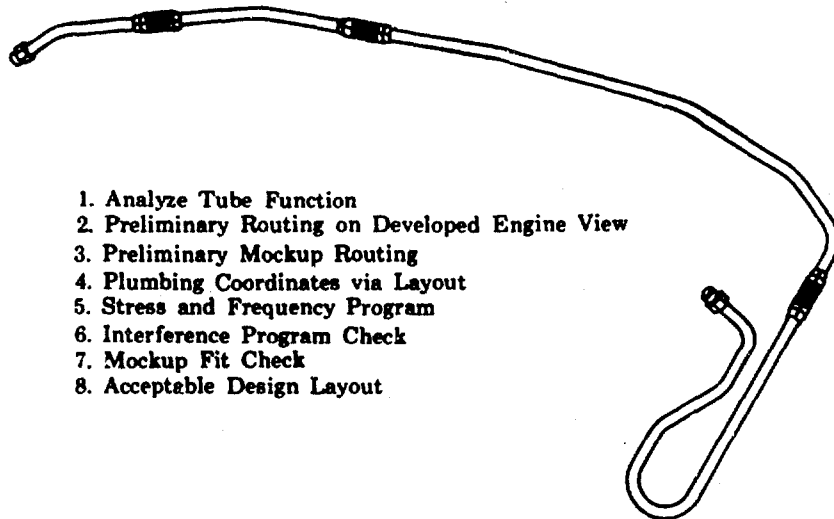 1. Analyze Tube Function
2. Preliminary Routing on Developed Engine View
3. Preliminary Mockup Routing
4. Plumbing Coordinates via Layout
5. Stress and Frequency Program
6. Interference Program Check
7. Mockup Fit Check
8. Acceptable Design Layout